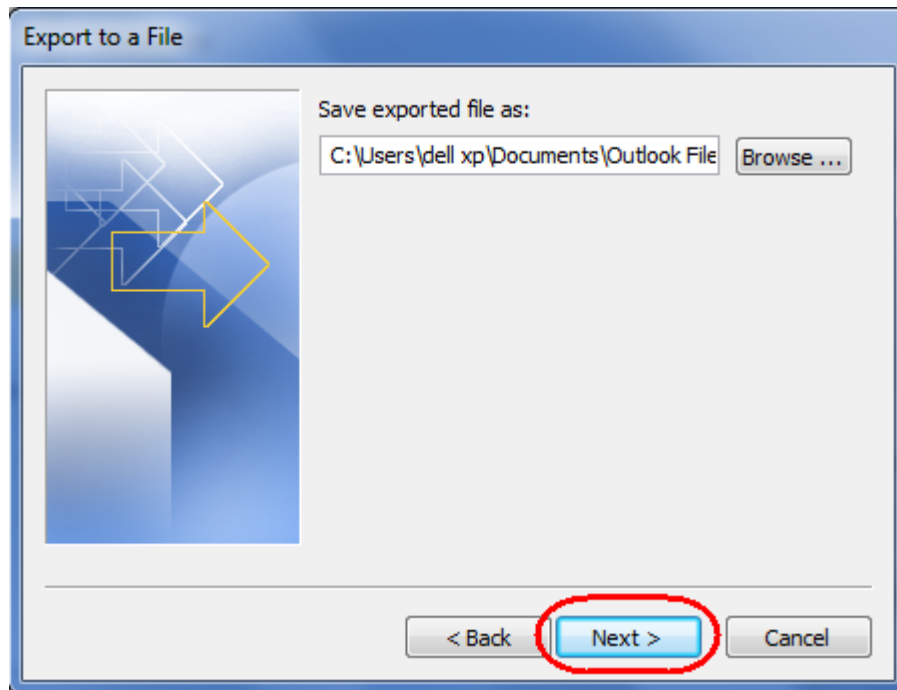 Export to a File
Save exported file as:
C:\Users\dell xp\Documents\Outlook File
Browse ...
< Back
Next >
Cancel